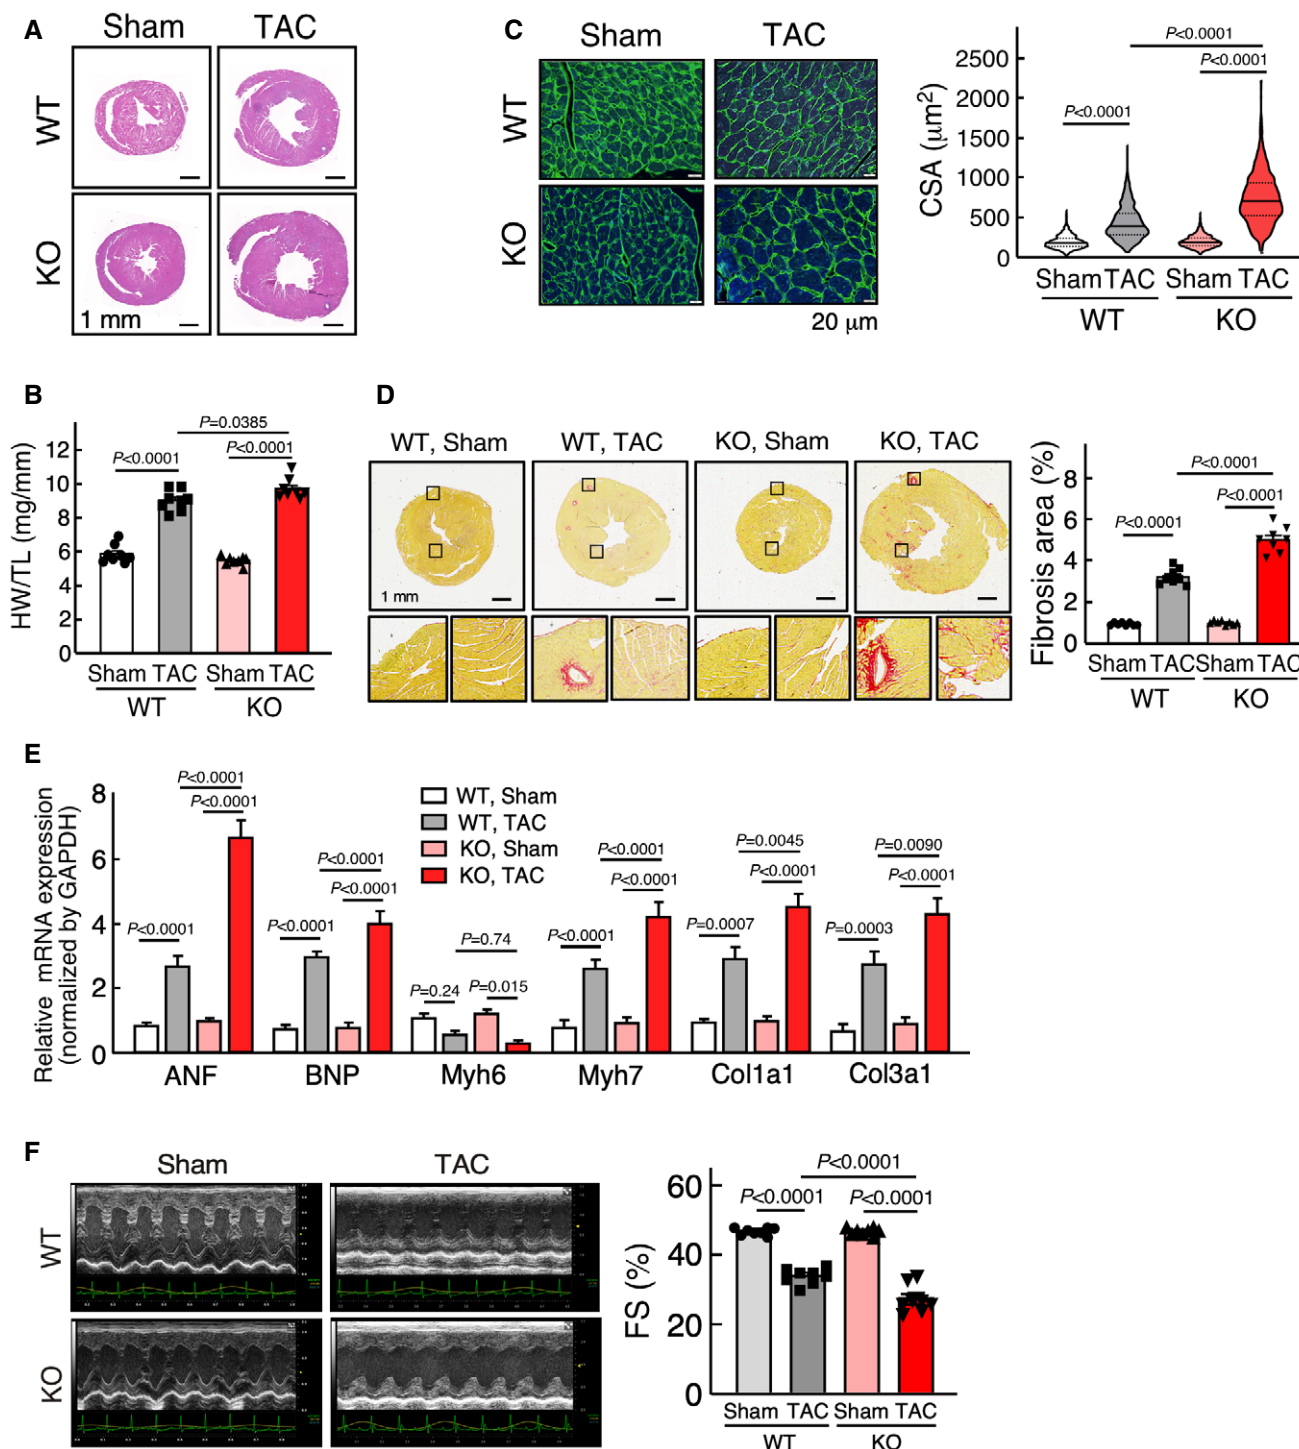 A
Sham
TAC
WT
KO
1 mm
B
HW/TL (mg/mm)
12
10
8
6
4
2
0
P<0.0001
P=0.0385
P<0.0001
Sham TAC Sham TAC
WT KO
C
Sham
TAC
WT
KO
20 μm
CSA (μm²)
2500
2000
1500
1000
500
0
P<0.0001
P<0.0001
P<0.0001
Sham TAC Sham TAC
WT KO
D
WT, Sham
WT, TAC
KO, Sham
KO, TAC
1 mm
Fibrosis area (%)
8
6
4
2
0
P<0.0001
P<0.0001
P<0.0001
Sham TAC Sham TAC
WT KO
E
Relative mRNA expression
(normalized by GAPDH)
8
6
4
2
0
WT, Sham
WT, TAC
KO, Sham
KO, TAC
P<0.0001
P<0.0001
P<0.0001
P<0.0001
P<0.0001
P<0.0001
P=0.74
P=0.24
P=0.015
P<0.0001
P<0.0001
P<0.0001
P=0.0045
P<0.0001
P=0.0007
P=0.0090
P<0.0001
P=0.0003
ANF BNP Myh6 Myh7 Col1a1 Col3a1
F
Sham
TAC
WT
KO
FS (%)
60
40
20
0
P<0.0001
P<0.0001
P<0.0001
Sham TAC Sham TAC
WT KO